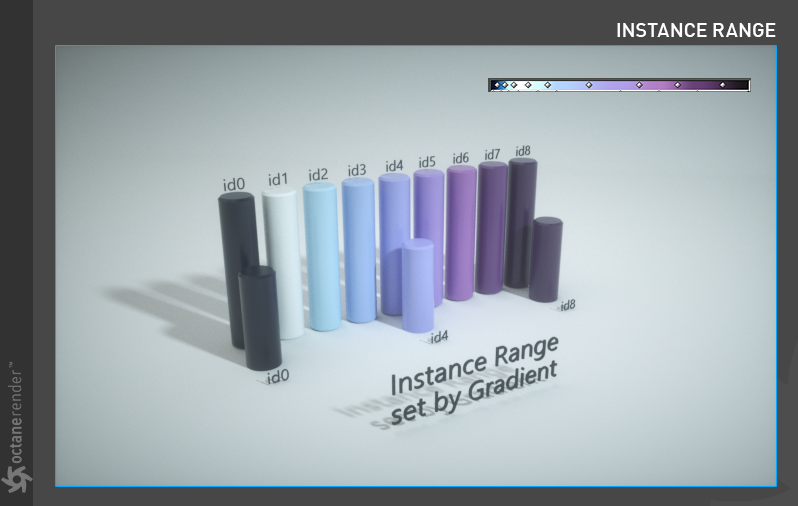 INSTANCE RANGE
id0
id1
id2
id3
id4
id5
id6
id7
id8
id8
id4
id0
Instance Range
set by Gradient
octanerender™